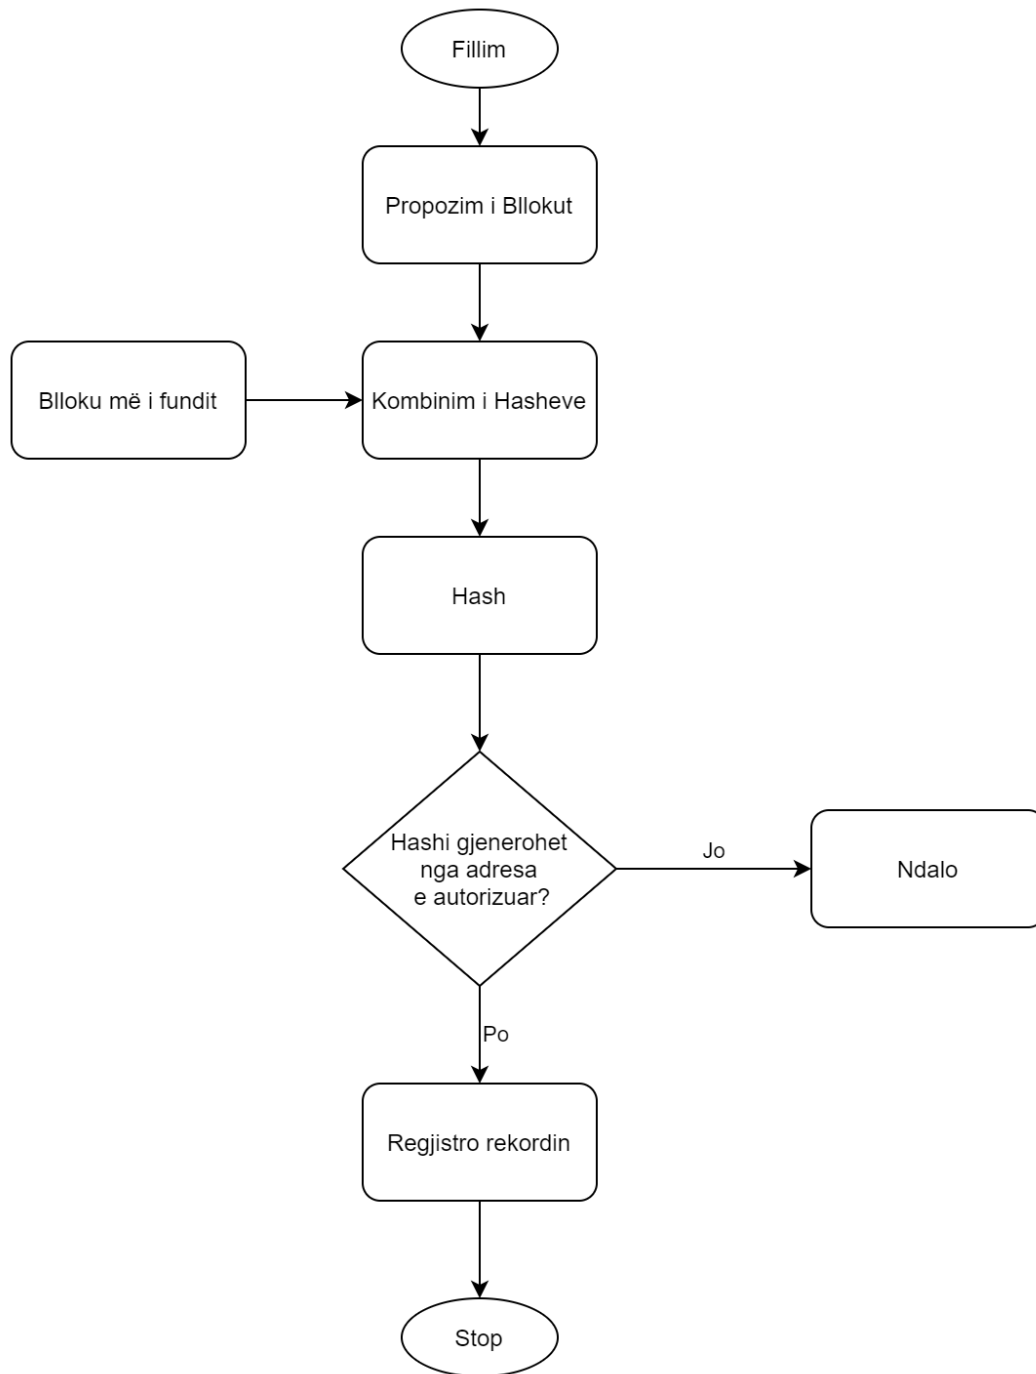 Fillim
Propozim i Bllokut
Blloku më i fundit
Kombinim i Hasheve
Hash
Hashi gjenerohet
nga adresa
e autorizuar?
Jo
Ndalo
Po
Regjistro rekordin
Stop